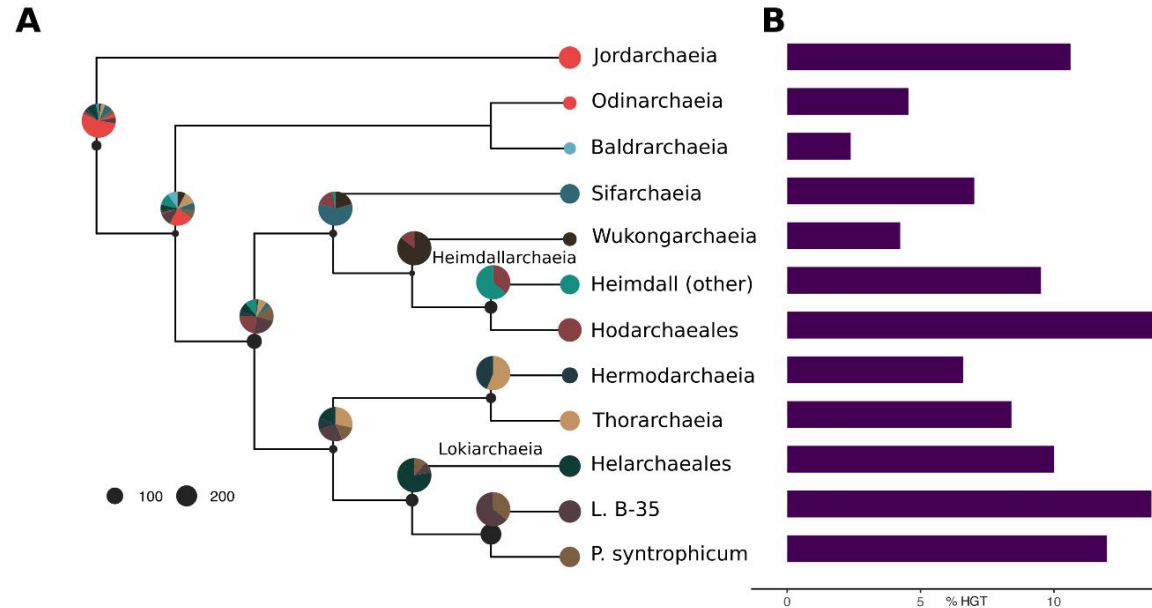 A
B
Jordarchaeia
Odinarchaeia
Baldrarchaeia
Sifarchaeia
Wukongarchaeia
Heimdallarchaeia
Heimdall (other)
Hodarchaeales
Hermodarchaeia
Thorarchaeia
Lokiarchaeia
Helarchaeales
100 200
L. B-35
P. syntrophicum
0 5 % HGT 10